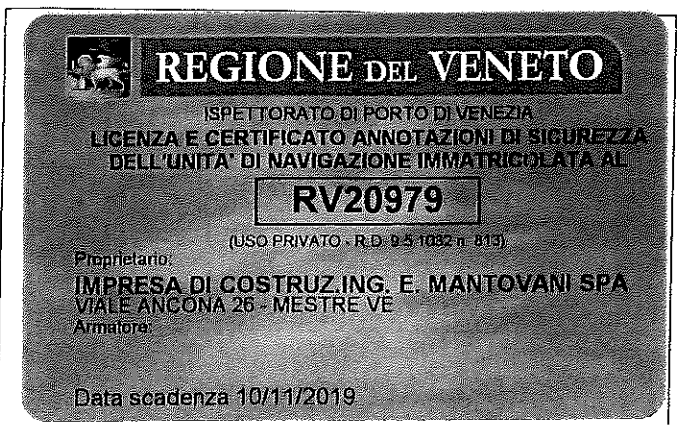 REGIONE DEL VENETO
ISPETTORATO DI PORTO DI VENEZIA
LICENZA E CERTIFICATO ANNOTAZIONI DI SICUREZZA
DELL'UNITA' DI NAVIGAZIONE IMMATRICOLATA AL
RV20979
(USO PRIVATO - R.D. 9.5.1932 n. 813)
Proprietario:
IMPRESA DI COSTRUZ.ING. E. MANTOVANI SPA
VIALE ANCONA 26 - MESTRE VE
Armatore:
Data scadenza 10/11/2019